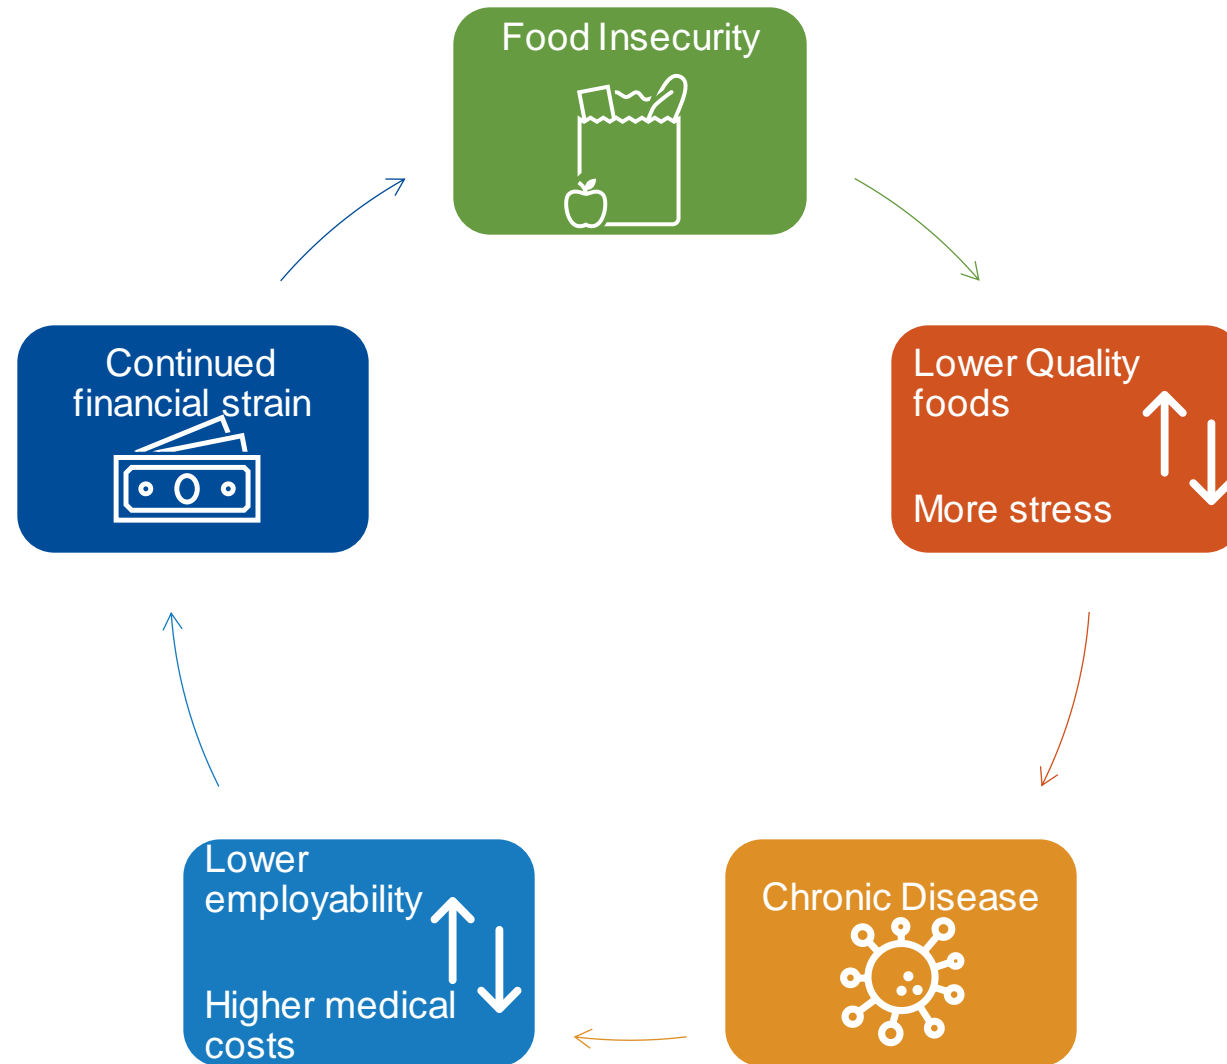 Food Insecurity
Lower Quality
foods
More stress
Chronic Disease
Lower
employability
Higher medical
costs
Continued
financial strain